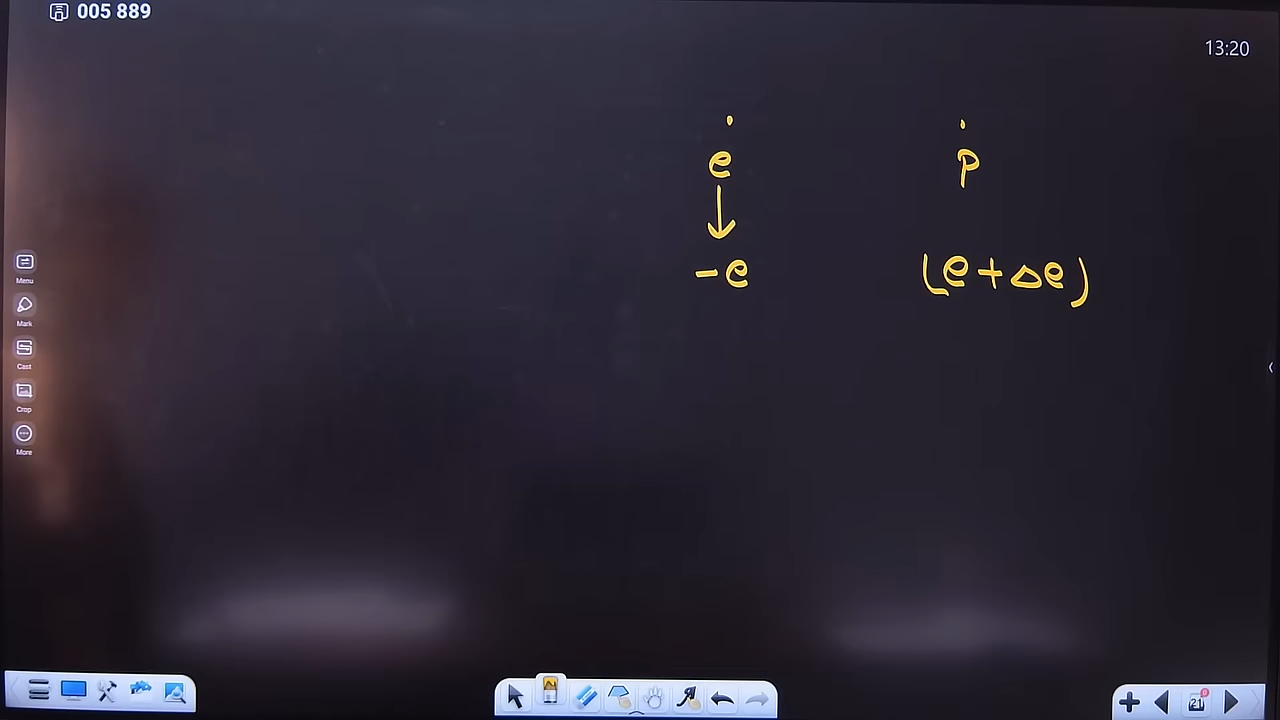 005 889
13:20
e p
-e (e+Δe)
Menu
Mark
Cast
Crop
More
21